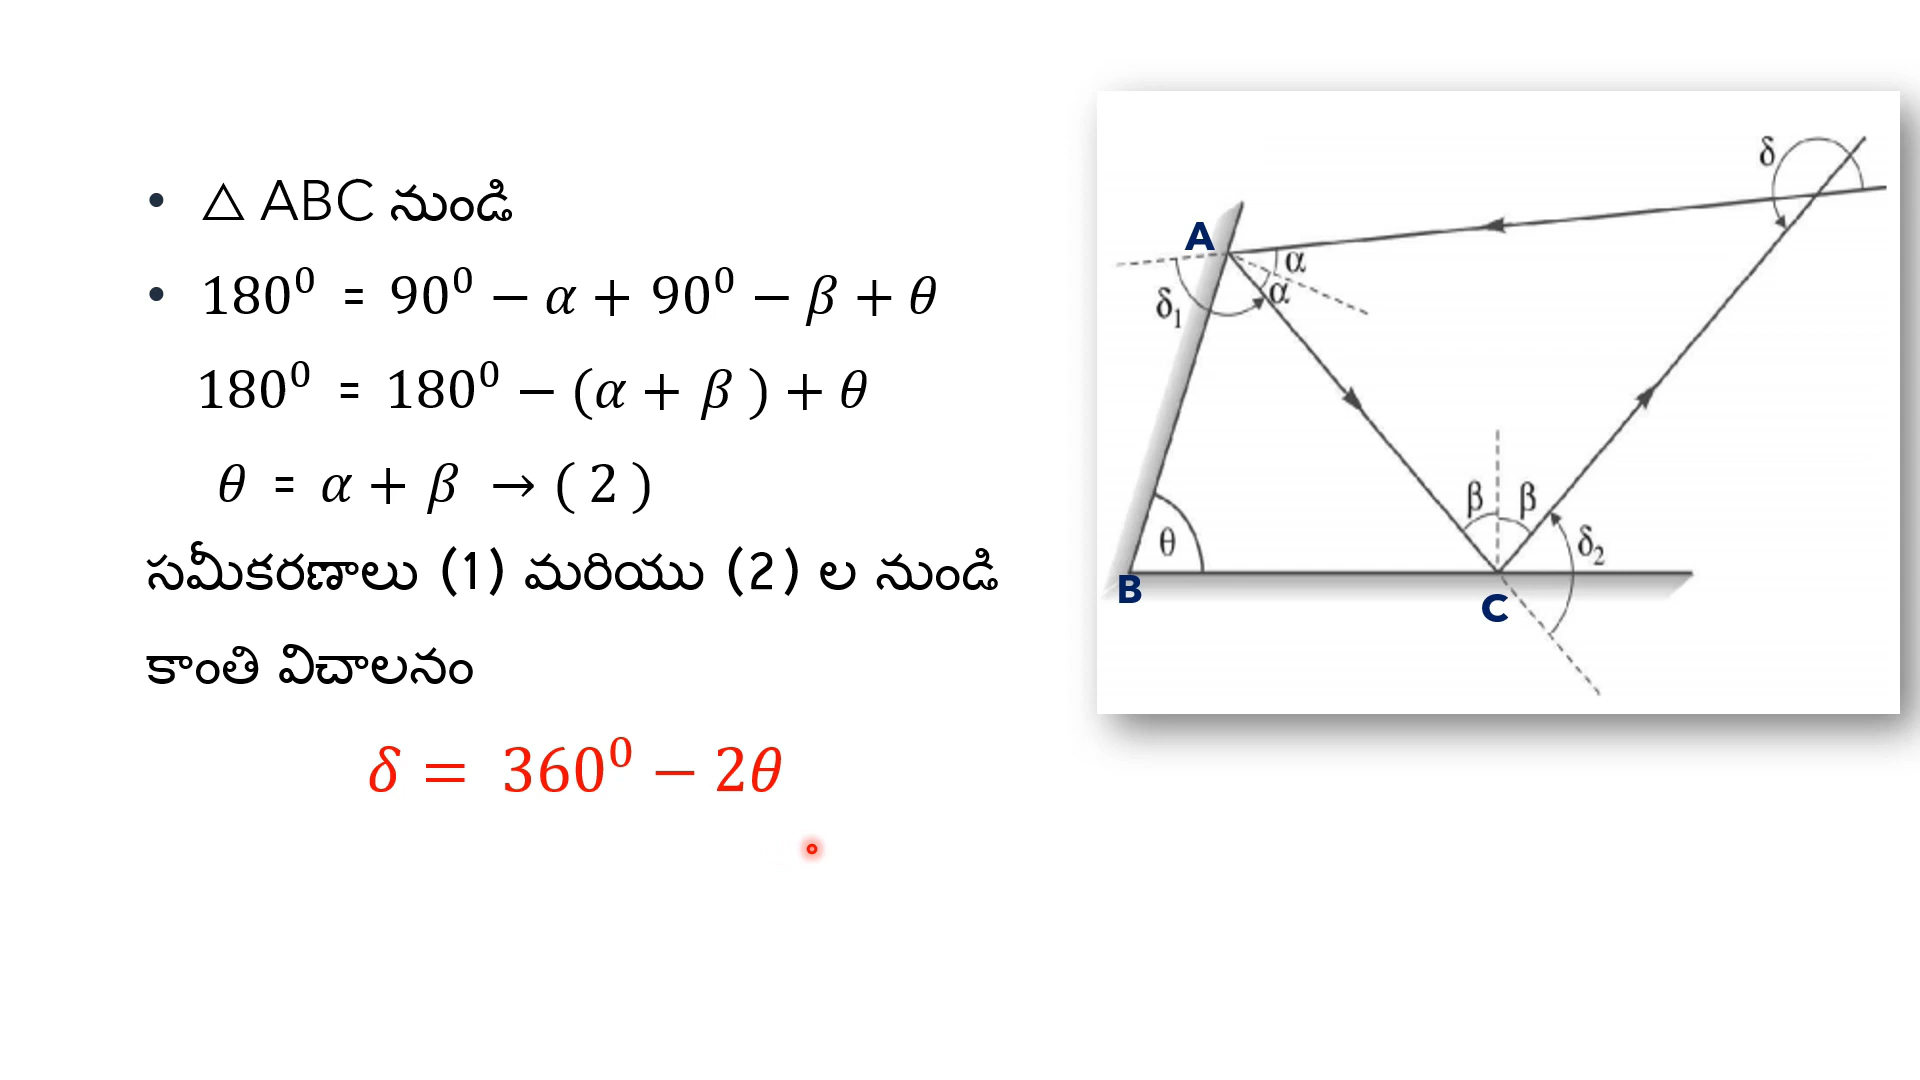 • △ ABC నుండి
• 180⁰ = 90⁰ − α + 90⁰ − β + θ
180⁰ = 180⁰ − (α + β ) + θ
θ = α + β → ( 2 )
సమీకరణాలు (1) మరియు (2) ల నుండి
కాంతి విచాలనం
δ = 360⁰ − 2θ
δ
A
α
α
δ₁
β
β
θ
δ₂
B
C